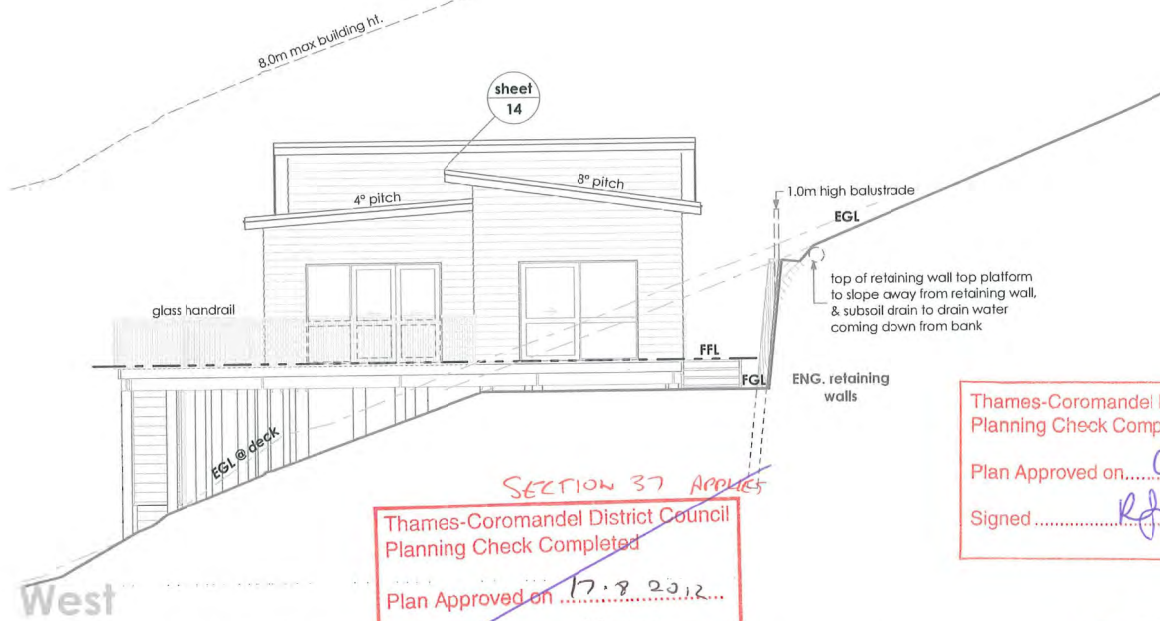 8.0m max building ht.
sheet
14
8° pitch
4° pitch
1.0m high balustrade
EGL
top of retaining wall top platform
to slope away from retaining wall,
& subsoil drain to drain water
coming down from bank
glass handrail
FFL
FGL
ENG. retaining
walls
EGL @ deck
SECTION 37 APPLIES
Thames-Coromandel District Council
Planning Check Completed
Plan Approved on 17.8 2012
Thames-Coromandel
Planning Check Comp
Plan Approved on
Signed
West